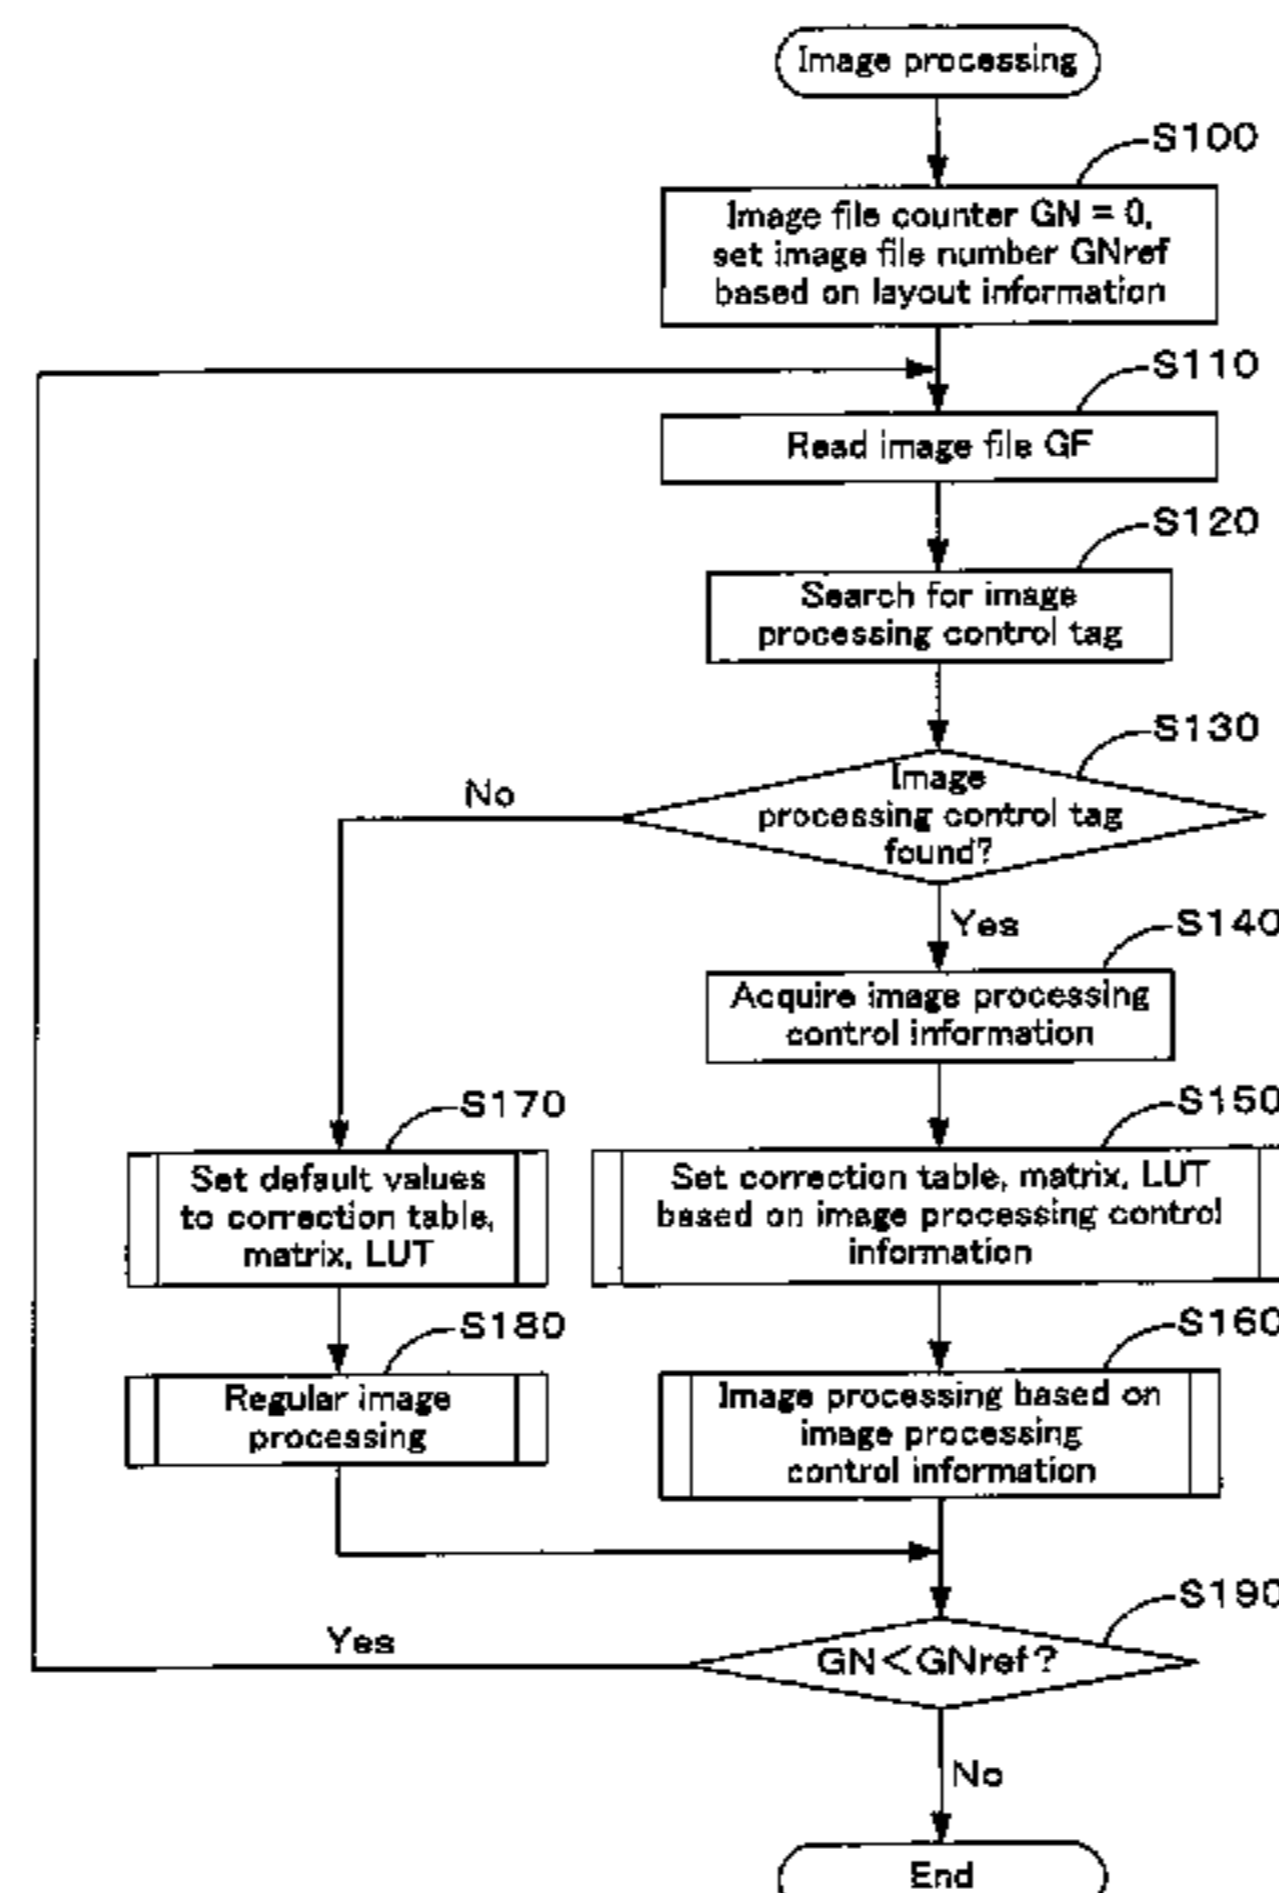 Image processing
S100
Image file counter GN = 0,
set image file number GNref
based on layout information
S110
Read image file GF
S120
Search for image
processing control tag
S130
Image
processing control tag
found?
No
Yes
S140
Acquire image processing
control information
S170
Set default values
to correction table,
matrix, LUT
S150
Set correction table, matrix, LUT
based on image processing control
information
S180
Regular image
processing
S160
Image processing based on
image processing
control information
S190
GN<GNref?
Yes
No
End